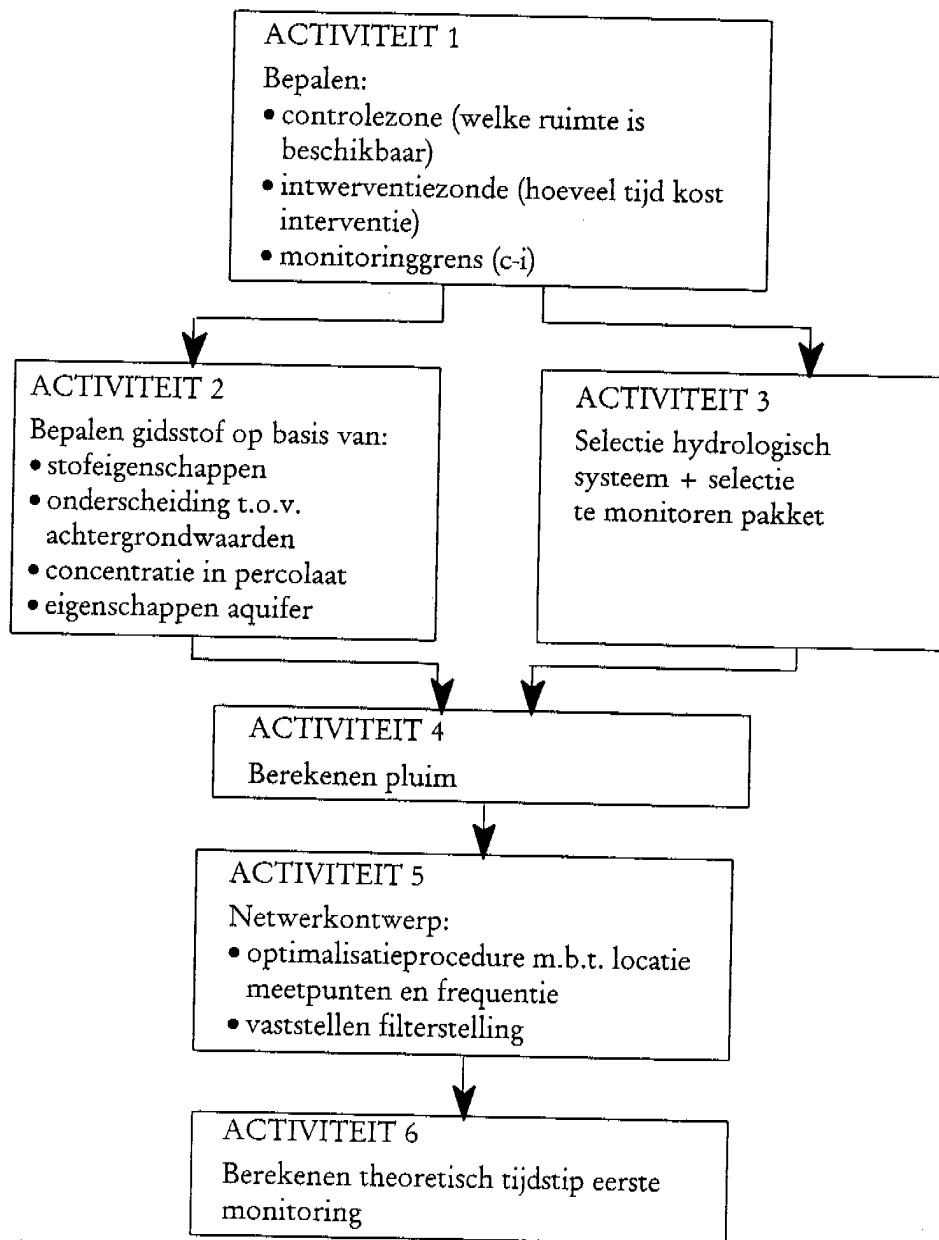 ACTIVITEIT 1
Bepalen:
• controlezone (welke ruimte is
beschikbaar)
• intwerventiezonde (hoeveel tijd kost
interventie)
• monitoringgrens (c-i)
ACTIVITEIT 2
Bepalen gidsstof op basis van:
• stofeigenschappen
• onderscheiding t.o.v.
achtergrondwaarden
• concentratie in percolaat
• eigenschappen aquifer
ACTIVITEIT 3
Selectie hydrologisch
systeem + selectie
te monitoren pakket
ACTIVITEIT 4
Berekenen pluim
ACTIVITEIT 5
Netwerkontwerp:
• optimalisatieprocedure m.b.t. locatie
meetpunten en frequentie
• vaststellen filterstelling
ACTIVITEIT 6
Berekenen theoretisch tijdstip eerste
monitoring